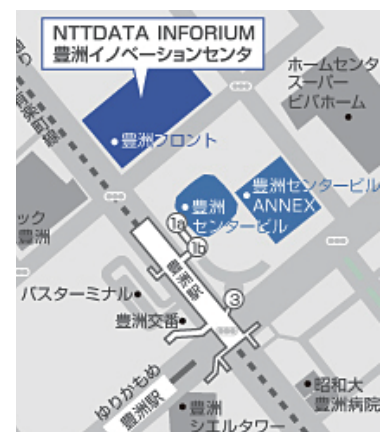 NTTDATA INFORIUM
豊洲イノベーションセンタ
ホームセンター
スーパー
ビバホーム
豊洲フロント
豊洲センタービル
ANNEX
豊洲
センタービル
1a
1b
豊洲駅
3
ック
豊洲
バスターミナル
豊洲交番
ゆりかもめ
豊洲駅
豊洲
シエルタワー
昭和大
豊洲病院